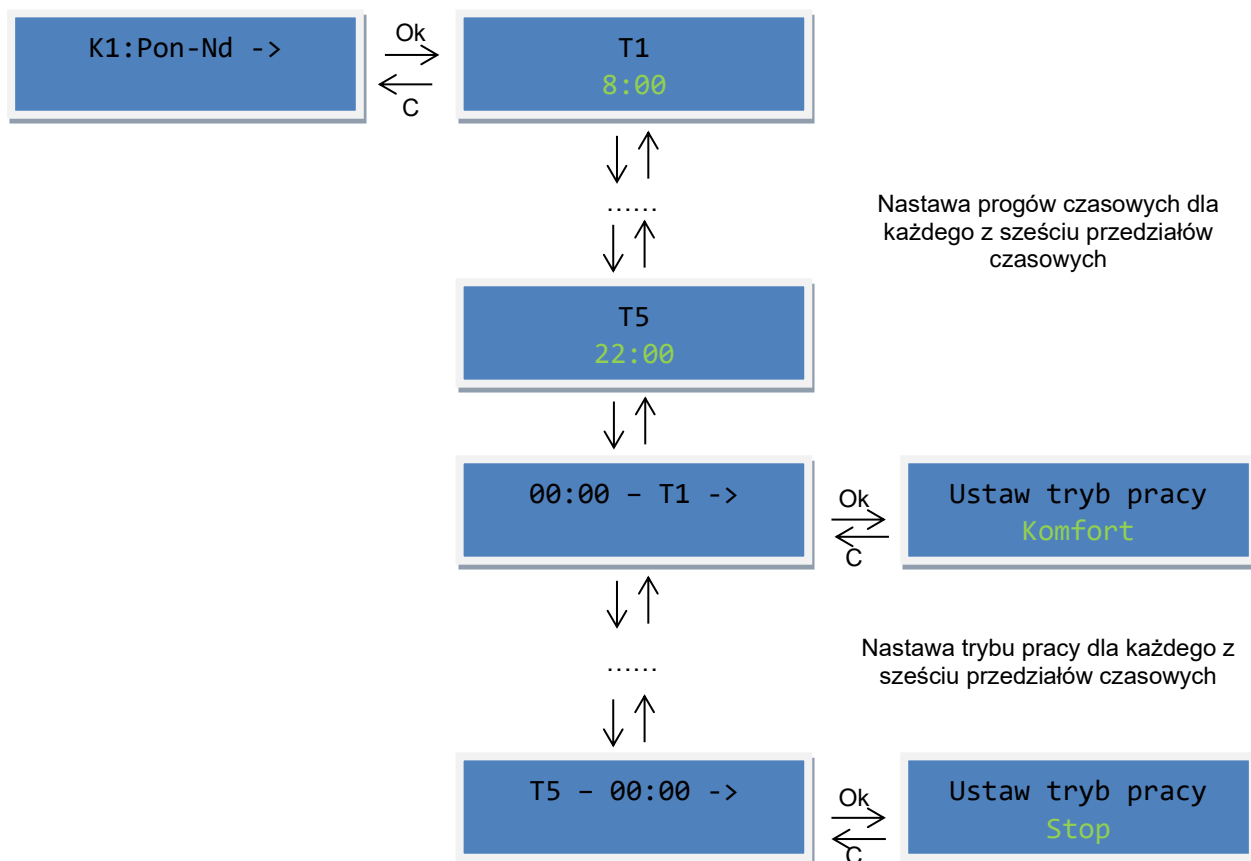 K1:Pon-Nd ->
Ok
C
T1
8:00
……
Nastawa progów czasowych dla
każdego z sześciu przedziałów
czasowych
T5
22:00
00:00 – T1 ->
Ok
C
Ustaw tryb pracy
Komfort
……
Nastawa trybu pracy dla każdego z
sześciu przedziałów czasowych
T5 – 00:00 ->
Ok
C
Ustaw tryb pracy
Stop